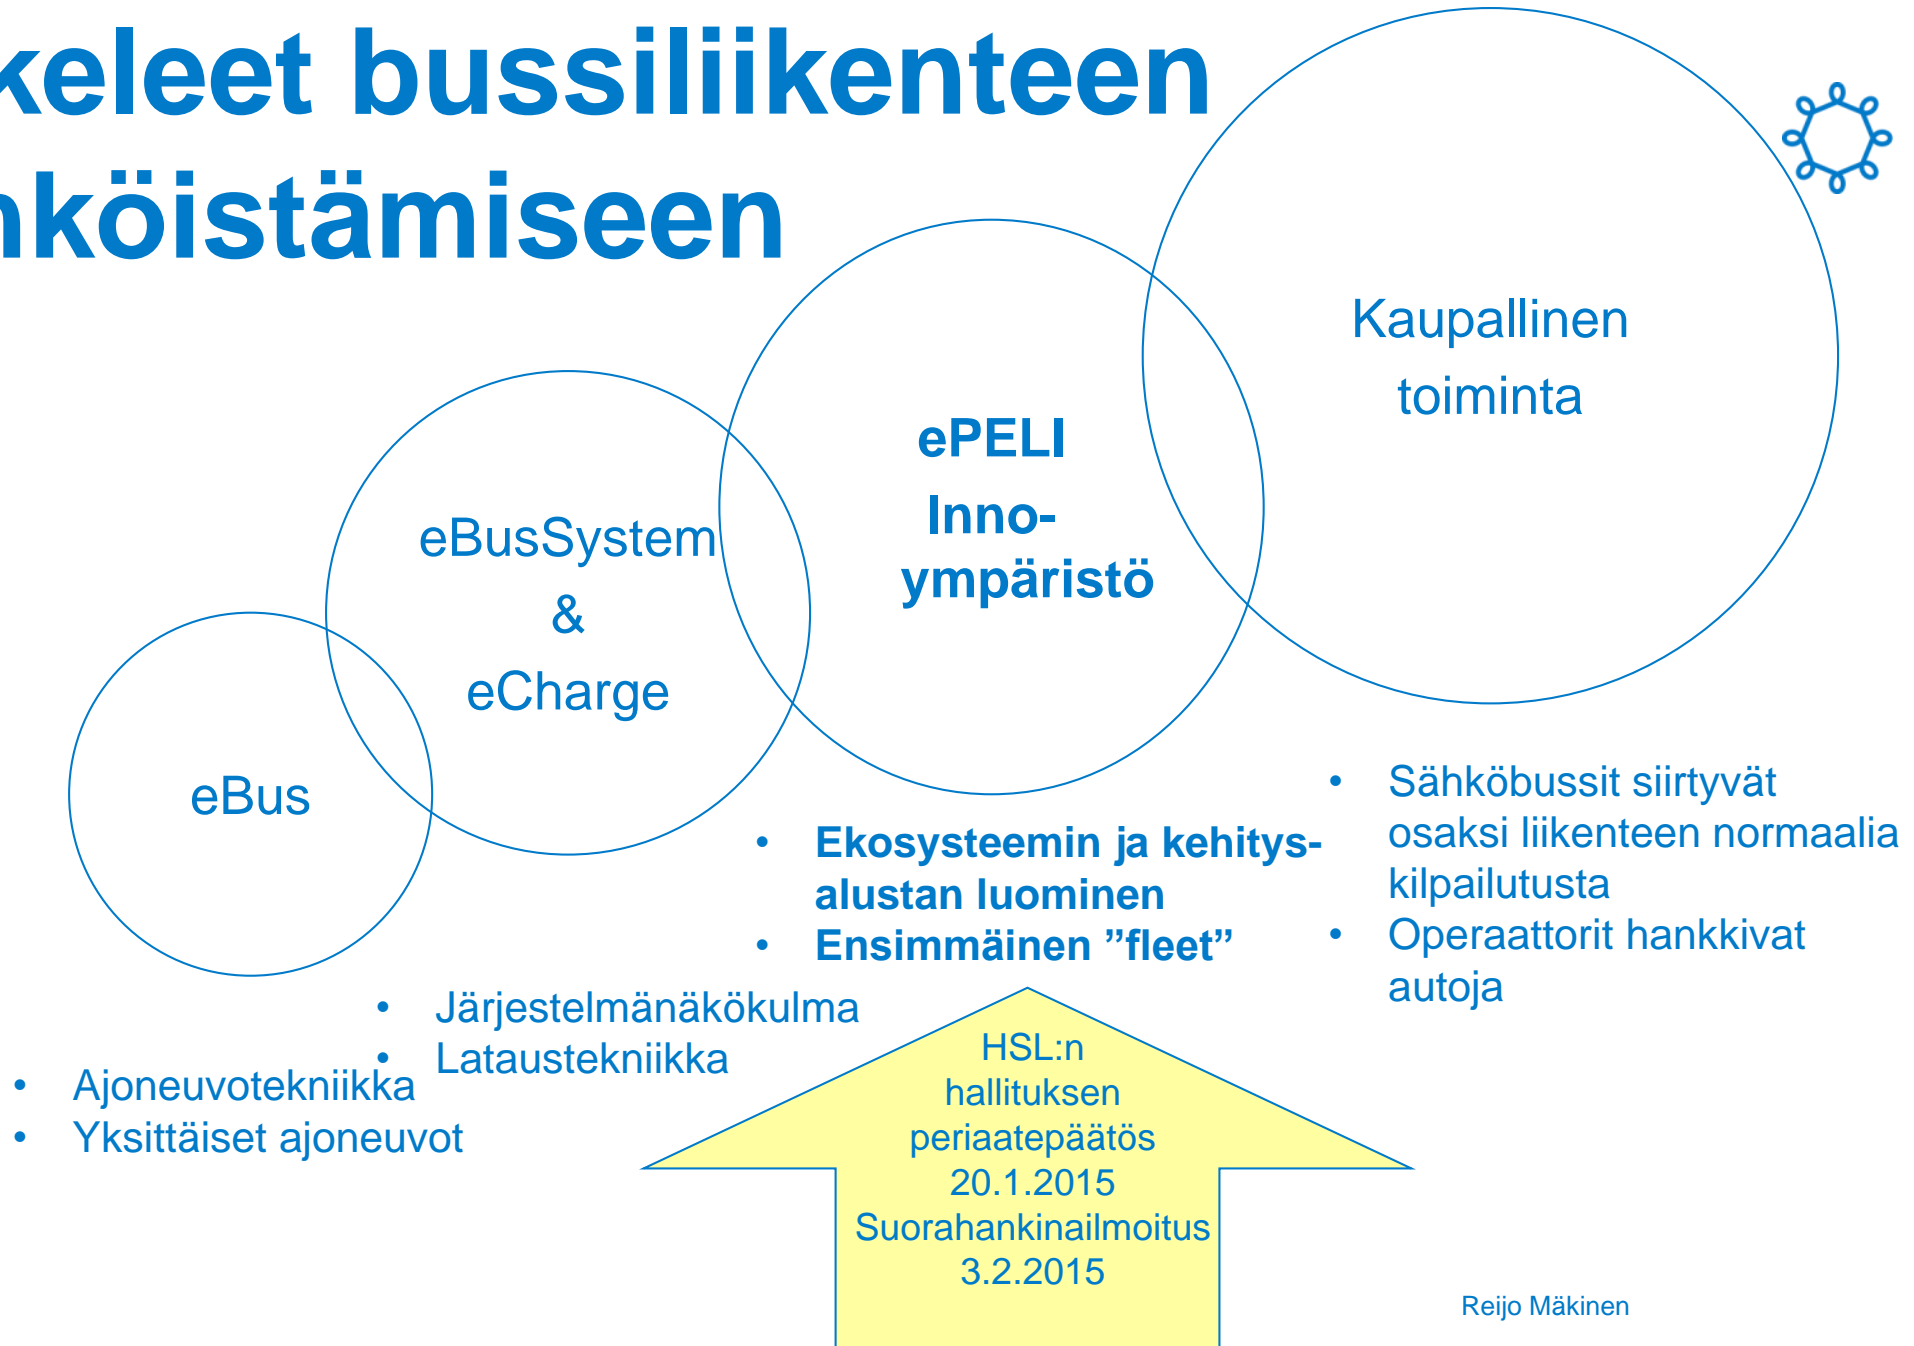 keleet bussiliikenteen
nköistämiseen
Kaupallinen
toiminta
ePELI
Inno-
ympäristö
eBusSystem
&
eCharge
eBus
• Sähköbussit siirtyvät
osaksi liikenteen normaalia
kilpailutusta
• Operaattorit hankkivat
autoja
• Ekosysteemin ja kehitys-
alustan luominen
• Ensimmäinen ”fleet”
• Järjestelmänäkökulma
• Lataustekniikka
• Ajoneuvotekniikka
• Yksittäiset ajoneuvot
HSL:n
hallituksen
periaatepäätös
20.1.2015
Suorahankinailmoitus
3.2.2015
Reijo Mäkinen